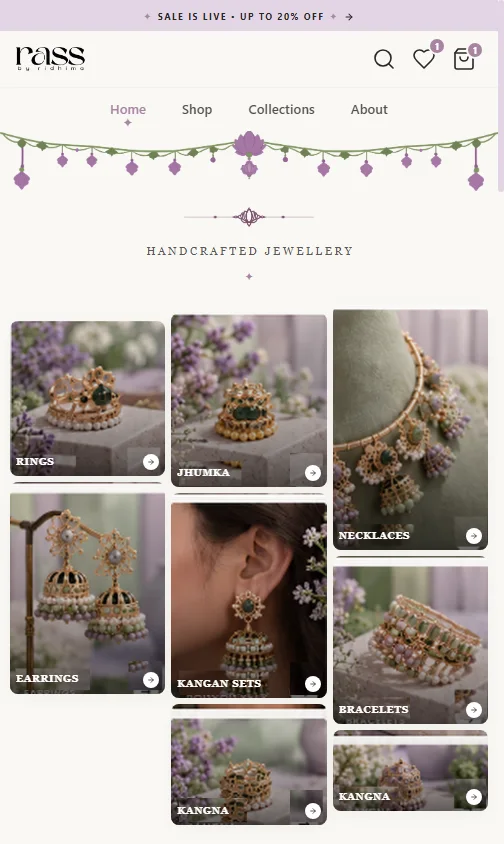 SALE IS LIVE • UP TO 20% OFF
rass
by ridhima
1
1
Home
Shop
Collections
About
HANDCRAFTED JEWELLERY
RINGS
JHUMKA
NECKLACES
EARRINGS
KANGAN SETS
BRACELETS
KANGNA
KANGNA